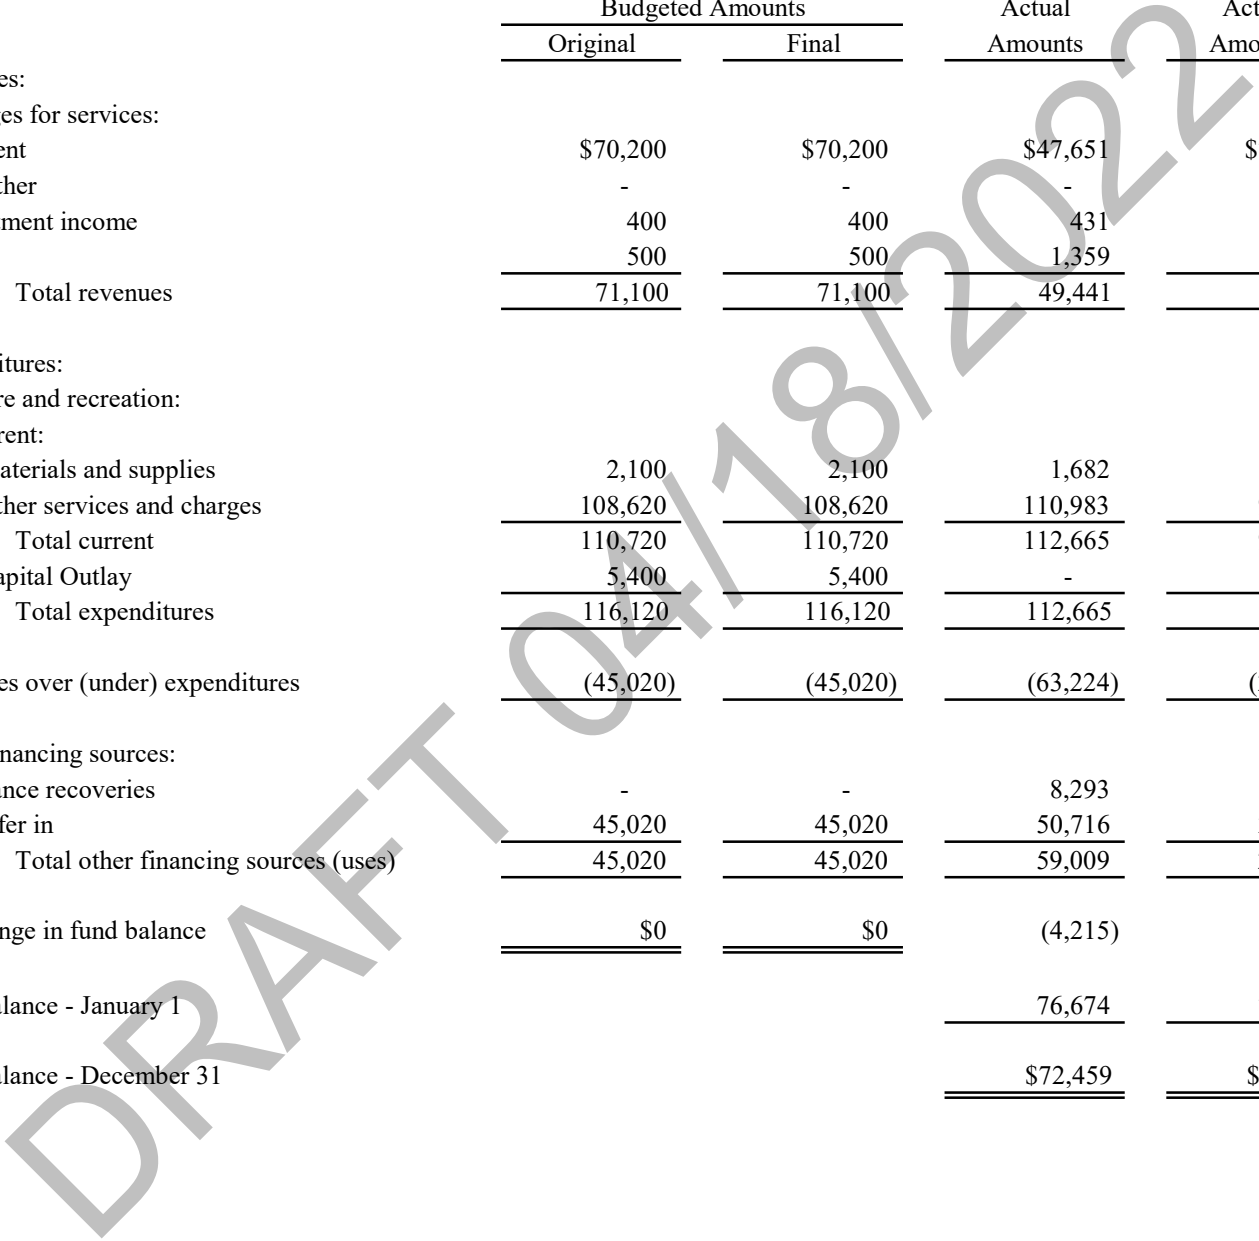 Budgeted Amounts Actual Act
Original Final Amounts Amo
es:
ges for services:
ent $70,200 $70,200 $47,651 $
ther - - -
tment income 400 400 431
500 500 1,359
Total revenues 71,100 71,100 49,441
itures:
re and recreation:
rent:
aterials and supplies 2,100 2,100 1,682
ther services and charges 108,620 108,620 110,983
Total current 110,720 110,720 112,665
apital Outlay 5,400 5,400 -
Total expenditures 116,120 116,120 112,665
es over (under) expenditures (45,020) (45,020) (63,224) (
nancing sources:
ance recoveries - - 8,293
fer in 45,020 45,020 50,716
Total other financing sources (uses) 45,020 45,020 59,009
nge in fund balance $0 $0 (4,215)
alance - January 1 76,674
alance - December 31 $72,459 $
DRAFT 04/18/2022